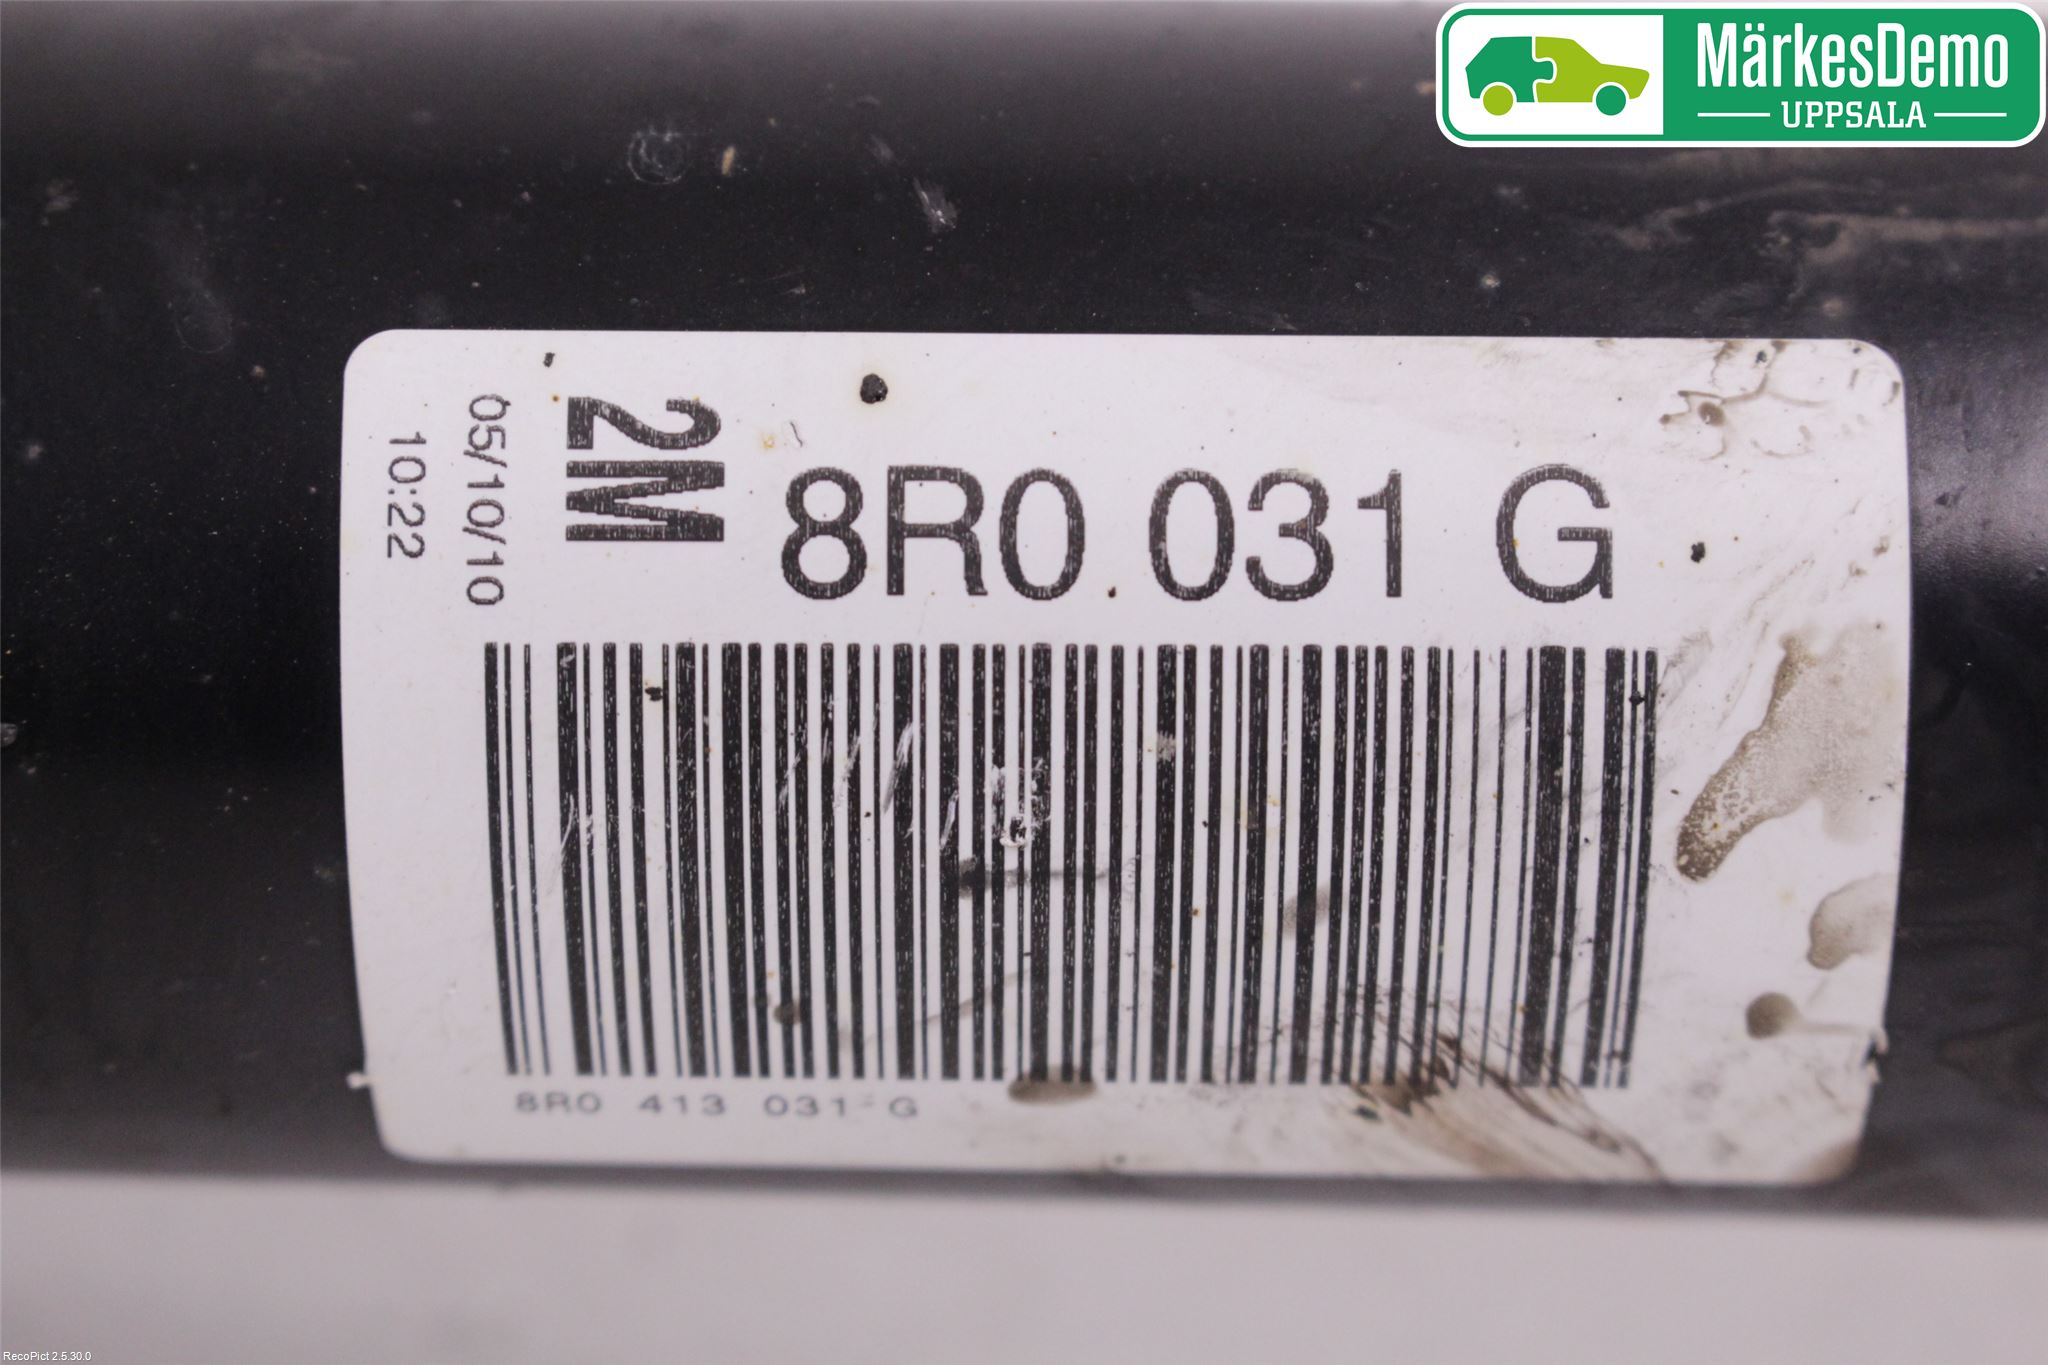 MärkesDemo
UPPSALA
05/10/10
10:22
2M
8R0 031 G
8R0 413 031 G
RecoPict 2.5.30.0